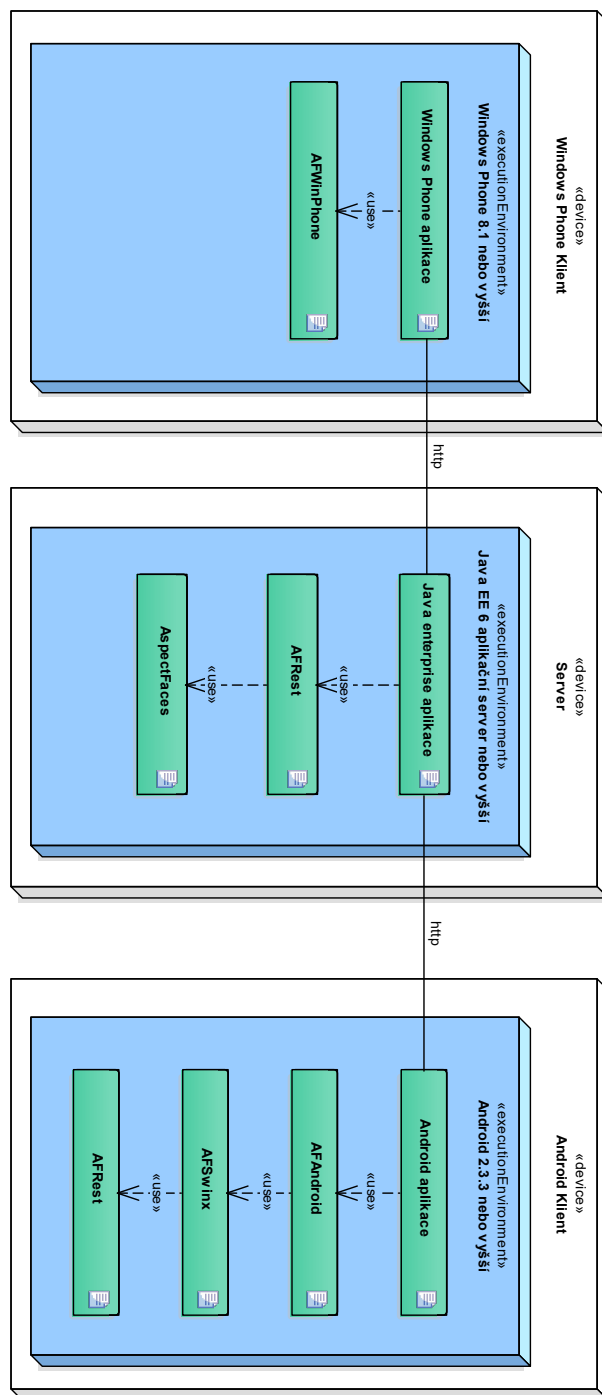 «device»
Windows Phone Klient
«executionEnvironment»
Windows Phone 8.1 nebo vyšší
Windows Phone aplikace
«use»
AFWinPhone
http
«device»
Server
«executionEnvironment»
Java EE 6 aplikační server nebo vyšší
Java enterprise aplikace
«use»
AFRest
«use»
AspectFaces
http
«device»
Android Klient
«executionEnvironment»
Android 2.3.3 nebo vyšší
Android aplikace
«use»
AFAndroid
«use»
AFSwinx
«use»
AFRest